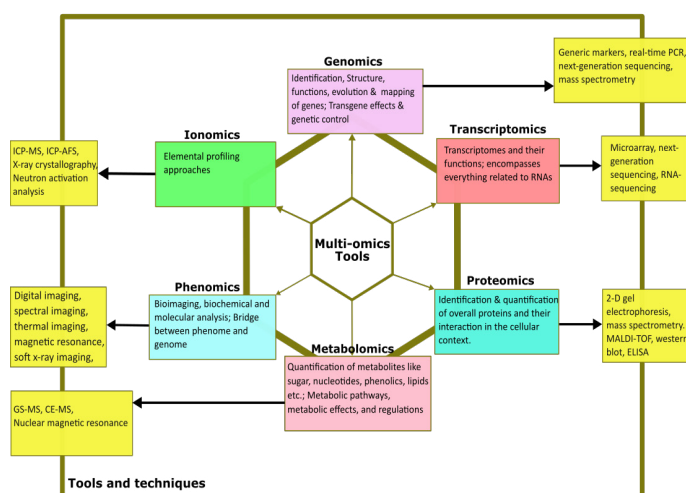 Genomics
Identification, Structure,
functions, evolution & mapping
of genes; Transgene effects &
genetic control
Generic markers, real-time PCR,
next-generation sequencing,
mass spectrometry
Ionomics
Elemental profiling
approaches
ICP-MS, ICP-AFS,
X-ray crystallography,
Neutron activation
analysis
Transcriptomics
Transcriptomes and their
functions; encompasses
everything related to RNAs
Microarray, next-
generation
sequencing, RNA-
sequencing
Multi-omics
Tools
Phenomics
Bioimaging, biochemical and
molecular analysis; Bridge
between phenome and
genome
Digital imaging,
spectral imaging,
thermal imaging,
magnetic resonance,
soft x-ray imaging,
Proteomics
Identification & quantification
of overall proteins and their
interaction in the cellular
context.
2-D gel
electrophoresis,
mass spectrometry.
MALDI-TOF, western
blot, ELISA
Metabolomics
Quantification of metabolites like
sugar, nucleotides, phenolics, lipids
etc.; Metabolic pathways,
metabolic effects, and regulations
GS-MS, CE-MS,
Nuclear magnetic resonance
Tools and techniques